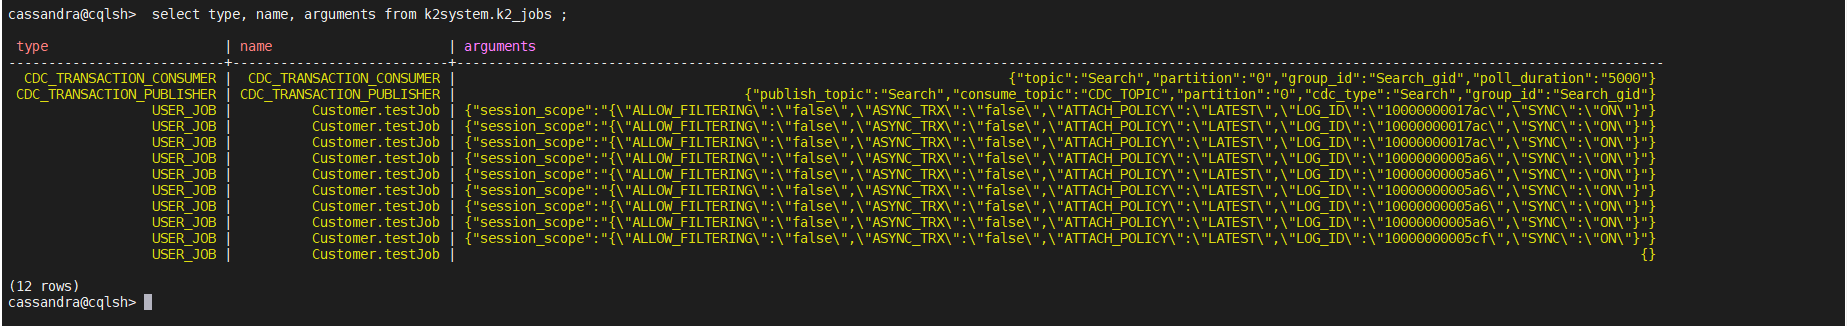 cassandra@cqlsh>  select type, name, arguments from k2system.k2_jobs ;
type | name | arguments
---------------------------+---------------------------+-------------------------------------------------------------------------------------------------------------------------------------------------------
CDC_TRANSACTION_CONSUMER | CDC_TRANSACTION_CONSUMER | {"topic":"Search","partition":"0","group_id":"Search_gid","poll_duration":"5000"}
CDC_TRANSACTION_PUBLISHER | CDC_TRANSACTION_PUBLISHER | {"publish_topic":"Search","consume_topic":"CDC_TOPIC","partition":"0","cdc_type":"Search","group_id":"Search_gid"}
USER_JOB | Customer.testJob | {"session_scope":"{\"ALLOW_FILTERING\":\"false\",\"ASYNC_TRX\":\"false\",\"ATTACH_POLICY\":\"LATEST\",\"LOG_ID\":\"10000000017ac\",\"SYNC\":\"ON\"}"}
USER_JOB | Customer.testJob | {"session_scope":"{\"ALLOW_FILTERING\":\"false\",\"ASYNC_TRX\":\"false\",\"ATTACH_POLICY\":\"LATEST\",\"LOG_ID\":\"10000000017ac\",\"SYNC\":\"ON\"}"}
USER_JOB | Customer.testJob | {"session_scope":"{\"ALLOW_FILTERING\":\"false\",\"ASYNC_TRX\":\"false\",\"ATTACH_POLICY\":\"LATEST\",\"LOG_ID\":\"10000000017ac\",\"SYNC\":\"ON\"}"}
USER_JOB | Customer.testJob | {"session_scope":"{\"ALLOW_FILTERING\":\"false\",\"ASYNC_TRX\":\"false\",\"ATTACH_POLICY\":\"LATEST\",\"LOG_ID\":\"10000000005a6\",\"SYNC\":\"ON\"}"}
USER_JOB | Customer.testJob | {"session_scope":"{\"ALLOW_FILTERING\":\"false\",\"ASYNC_TRX\":\"false\",\"ATTACH_POLICY\":\"LATEST\",\"LOG_ID\":\"10000000005a6\",\"SYNC\":\"ON\"}"}
USER_JOB | Customer.testJob | {"session_scope":"{\"ALLOW_FILTERING\":\"false\",\"ASYNC_TRX\":\"false\",\"ATTACH_POLICY\":\"LATEST\",\"LOG_ID\":\"10000000005a6\",\"SYNC\":\"ON\"}"}
USER_JOB | Customer.testJob | {"session_scope":"{\"ALLOW_FILTERING\":\"false\",\"ASYNC_TRX\":\"false\",\"ATTACH_POLICY\":\"LATEST\",\"LOG_ID\":\"10000000005a6\",\"SYNC\":\"ON\"}"}
USER_JOB | Customer.testJob | {"session_scope":"{\"ALLOW_FILTERING\":\"false\",\"ASYNC_TRX\":\"false\",\"ATTACH_POLICY\":\"LATEST\",\"LOG_ID\":\"10000000005a6\",\"SYNC\":\"ON\"}"}
USER_JOB | Customer.testJob | {"session_scope":"{\"ALLOW_FILTERING\":\"false\",\"ASYNC_TRX\":\"false\",\"ATTACH_POLICY\":\"LATEST\",\"LOG_ID\":\"10000000005cf\",\"SYNC\":\"ON\"}"}
USER_JOB | Customer.testJob | {}
(12 rows)
cassandra@cqlsh>